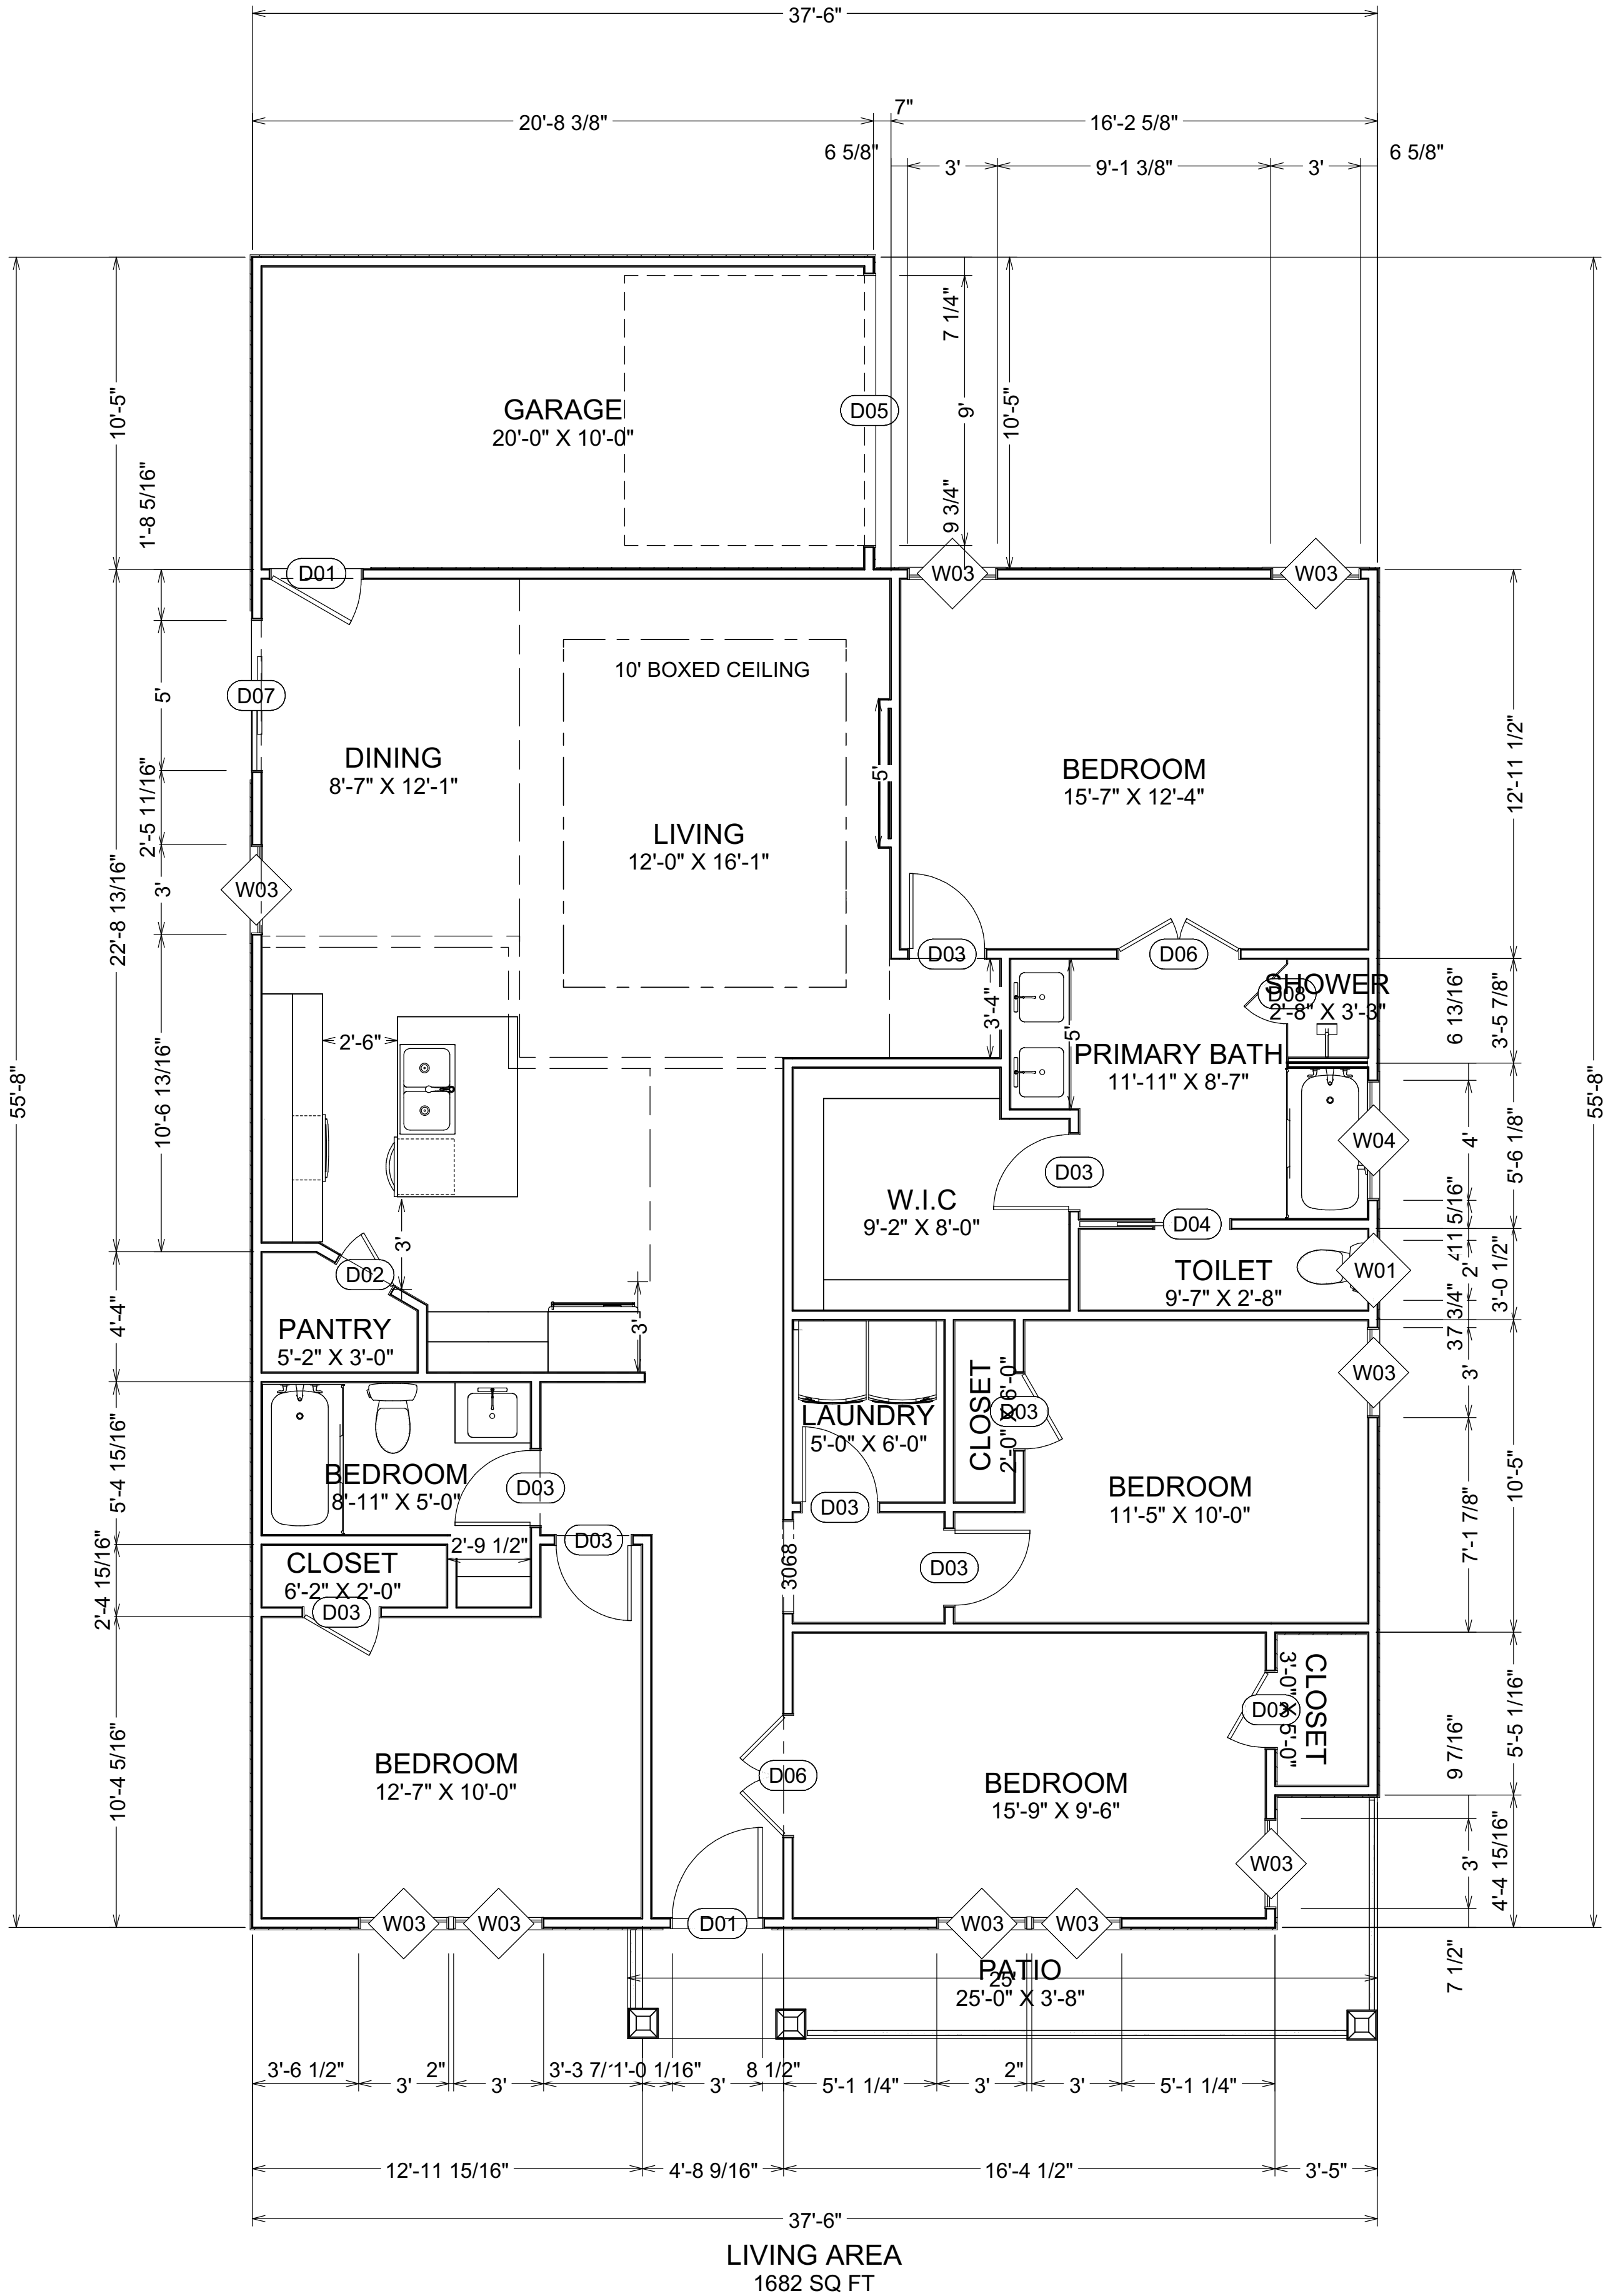 37'-6"
20'-8 3/8"
7"
16'-2 5/8"
6 5/8"
3'
9'-1 3/8"
3'
6 5/8"
10'-5"
1'-8 5/16"
GARAGE
20'-0" X 10'-0"
D05
7 1/4"
9'
9 3/4"
10'-5"
D01
W03
W03
5'
D07
10' BOXED CEILING
DINING
8'-7" X 12'-1"
LIVING
12'-0" X 16'-1"
5'
BEDROOM
15'-7" X 12'-4"
12'-11 1/2"
2'-5 11/16"
22'-8 13/16"
3'
W03
D03
D06
SHOWER
2'-8" X 3'-3"
D08
6 13/16"
3'-5 7/8"
2'-6"
3'-4"
5'
PRIMARY BATH
11'-11" X 8'-7"
55'-8"
10'-6 13/16"
55'-8"
W04
4'
5'-6 1/8"
D03
W.I.C
9'-2" X 8'-0"
D04
3'
D02
TOILET
9'-7" X 2'-8"
W01
2'
3'-0 1/2"
4'-4"
PANTRY
5'-2" X 3'-0"
3'
W03
3'
LAUNDRY
5'-0" X 6'-0"
CLOSET
2'-0" X 6'-0"
D03
5'-4 15/16"
BEDROOM
8'-11" X 5'-0"
D03
D03
BEDROOM
11'-5" X 10'-0"
10'-5"
7'-1 7/8"
2'-4 15/16"
CLOSET
6'-2" X 2'-0"
2'-9 1/2"
D03
D03
3068
D03
CLOSET
3'-0" X 5'-0"
D03
10'-4 5/16"
BEDROOM
12'-7" X 10'-0"
D06
BEDROOM
15'-9" X 9'-6"
9 7/16"
5'-5 1/16"
W03
3'
4'-4 15/16"
W03
W03
D01
W03
W03
7 1/2"
PATIO
25'
25'-0" X 3'-8"
3'-6 1/2"
3'
2"
3'
3'-3 7/
1'-0 1/16"
3'
8 1/2"
5'-1 1/4"
3'
2"
3'
5'-1 1/4"
12'-11 15/16"
4'-8 9/16"
16'-4 1/2"
3'-5"
37'-6"
LIVING AREA
1682 SQ FT